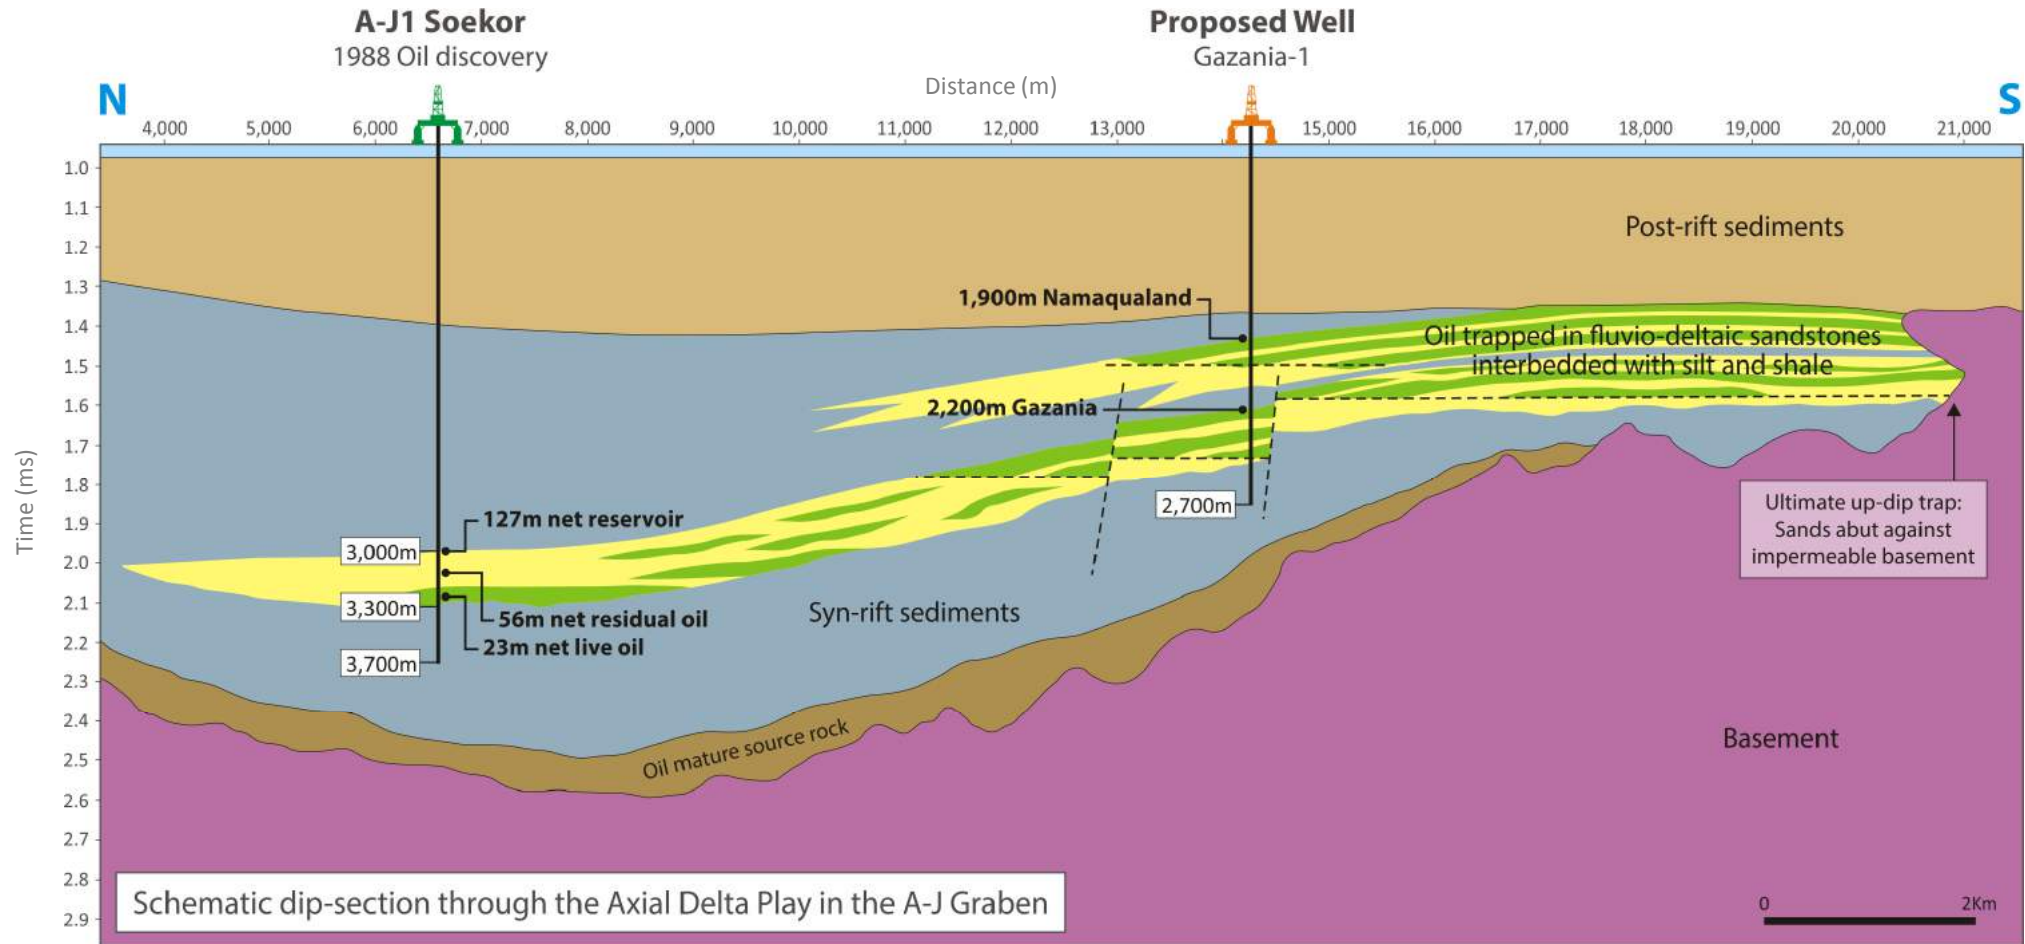 A-J1 Soekor
1988 Oil discovery
Proposed Well
Gazania-1
Distance (m)
N
S
4,000
5,000
6,000
7,000
8,000
9,000
10,000
11,000
12,000
13,000
15,000
16,000
17,000
18,000
19,000
20,000
21,000
Time (ms)
1.0
1.1
1.2
1.3
1.4
1.5
1.6
1.7
1.8
1.9
2.0
2.1
2.2
2.3
2.4
2.5
2.6
2.7
2.8
2.9
Post-rift sediments
1,900m Namaqualand
Oil trapped in fluvio-deltaic sandstones
interbedded with silt and shale
2,200m Gazania
2,700m
Ultimate up-dip trap:
Sands abut against
impermeable basement
127m net reservoir
3,000m
3,300m
56m net residual oil
23m net live oil
3,700m
Syn-rift sediments
Oil mature source rock
Basement
Schematic dip-section through the Axial Delta Play in the A-J Graben
0
2Km